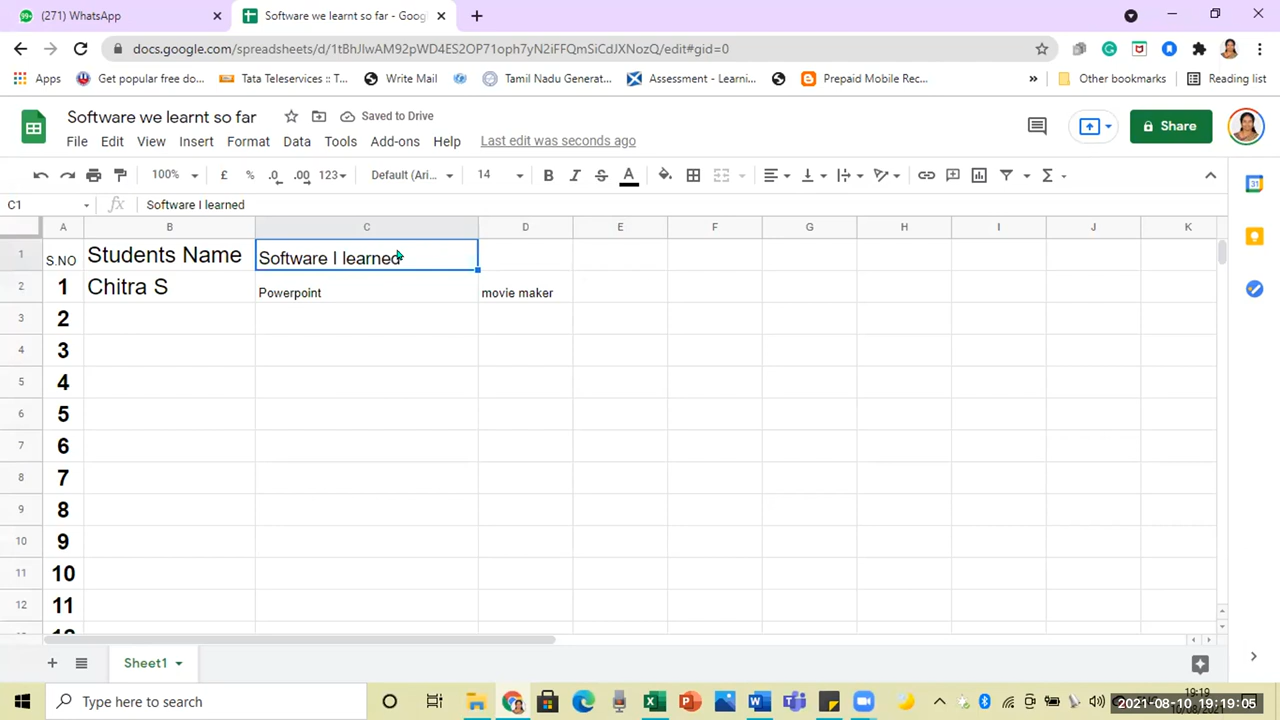 99+ (271) WhatsApp
Software we learnt so far - Goog
docs.google.com/spreadsheets/d/1tBhJIwAM92pWD4ES2OP71oph7yN2iFFQmSiCdJXNozQ/edit#gid=0
Apps Get popular free do... Tata Teleservices :: T... Write Mail Tamil Nadu Generat... Assessment - Learni... Prepaid Mobile Rec... » Other bookmarks Reading list
Software we learnt so far Saved to Drive
File Edit View Insert Format Data Tools Add-ons Help Last edit was seconds ago
Share
100% £ % .0 .00 123 Default (Ari... 14 B I S A Σ
31
C1 fx Software I learned
A B C D E F G H I J K
1 S.NO Students Name Software I learned
2 1 Chitra S Powerpoint movie maker
3 2
4 3
5 4
6 5
7 6
8 7
9 8
10 9
11 10
12 11
Sheet1
Type here to search
19:19
2021-08-10 19:19:05